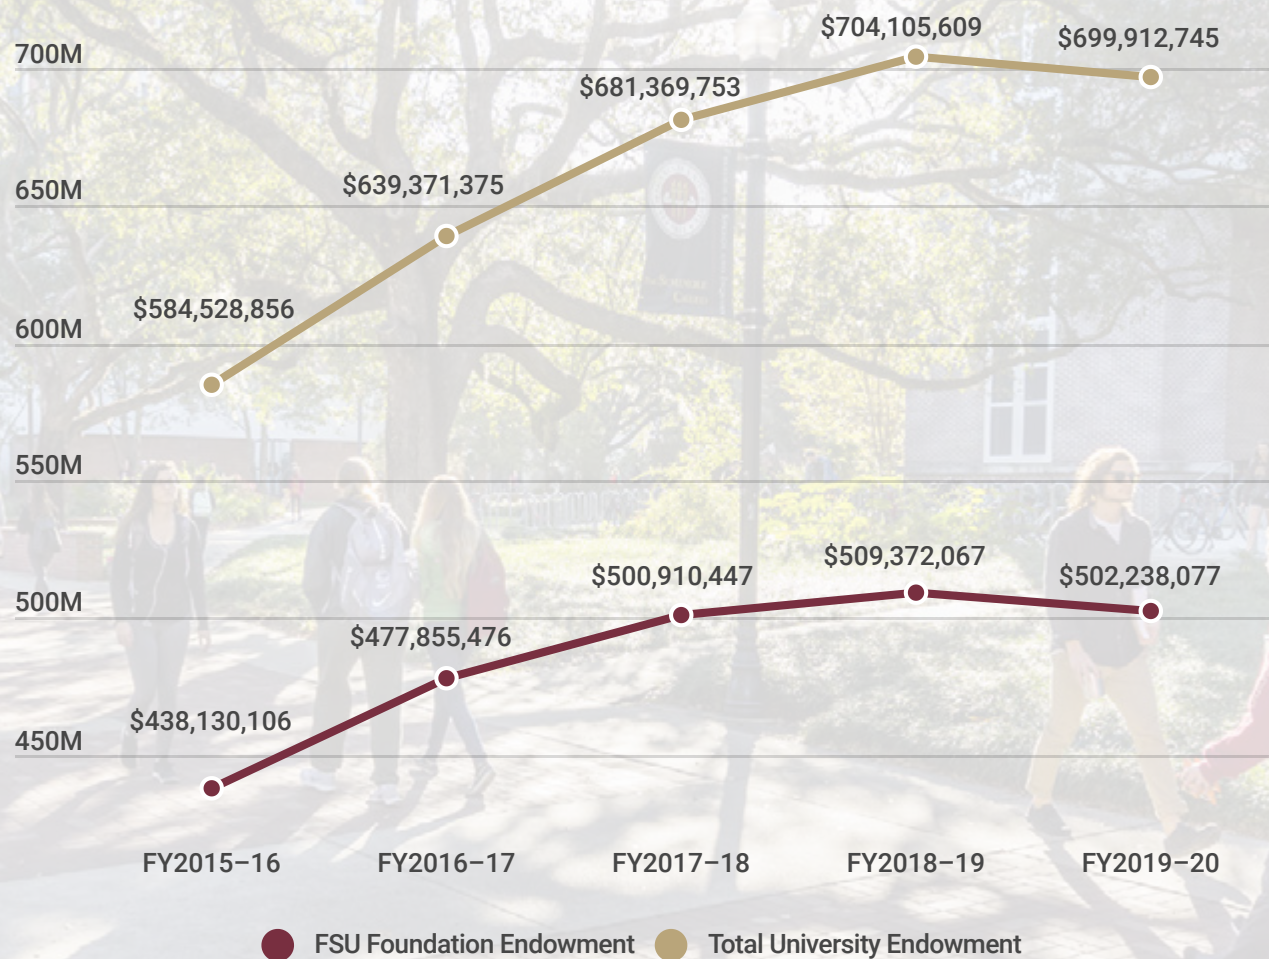 $704,105,609
$699,912,745
700M
$681,369,753
$639,371,375
650M
$584,528,856
600M
550M
$509,372,067
$500,910,447
$502,238,077
500M
$477,855,476
$438,130,106
450M
FY2015–16 FY2016–17 FY2017–18 FY2018–19 FY2019–20
FSU Foundation Endowment Total University Endowment